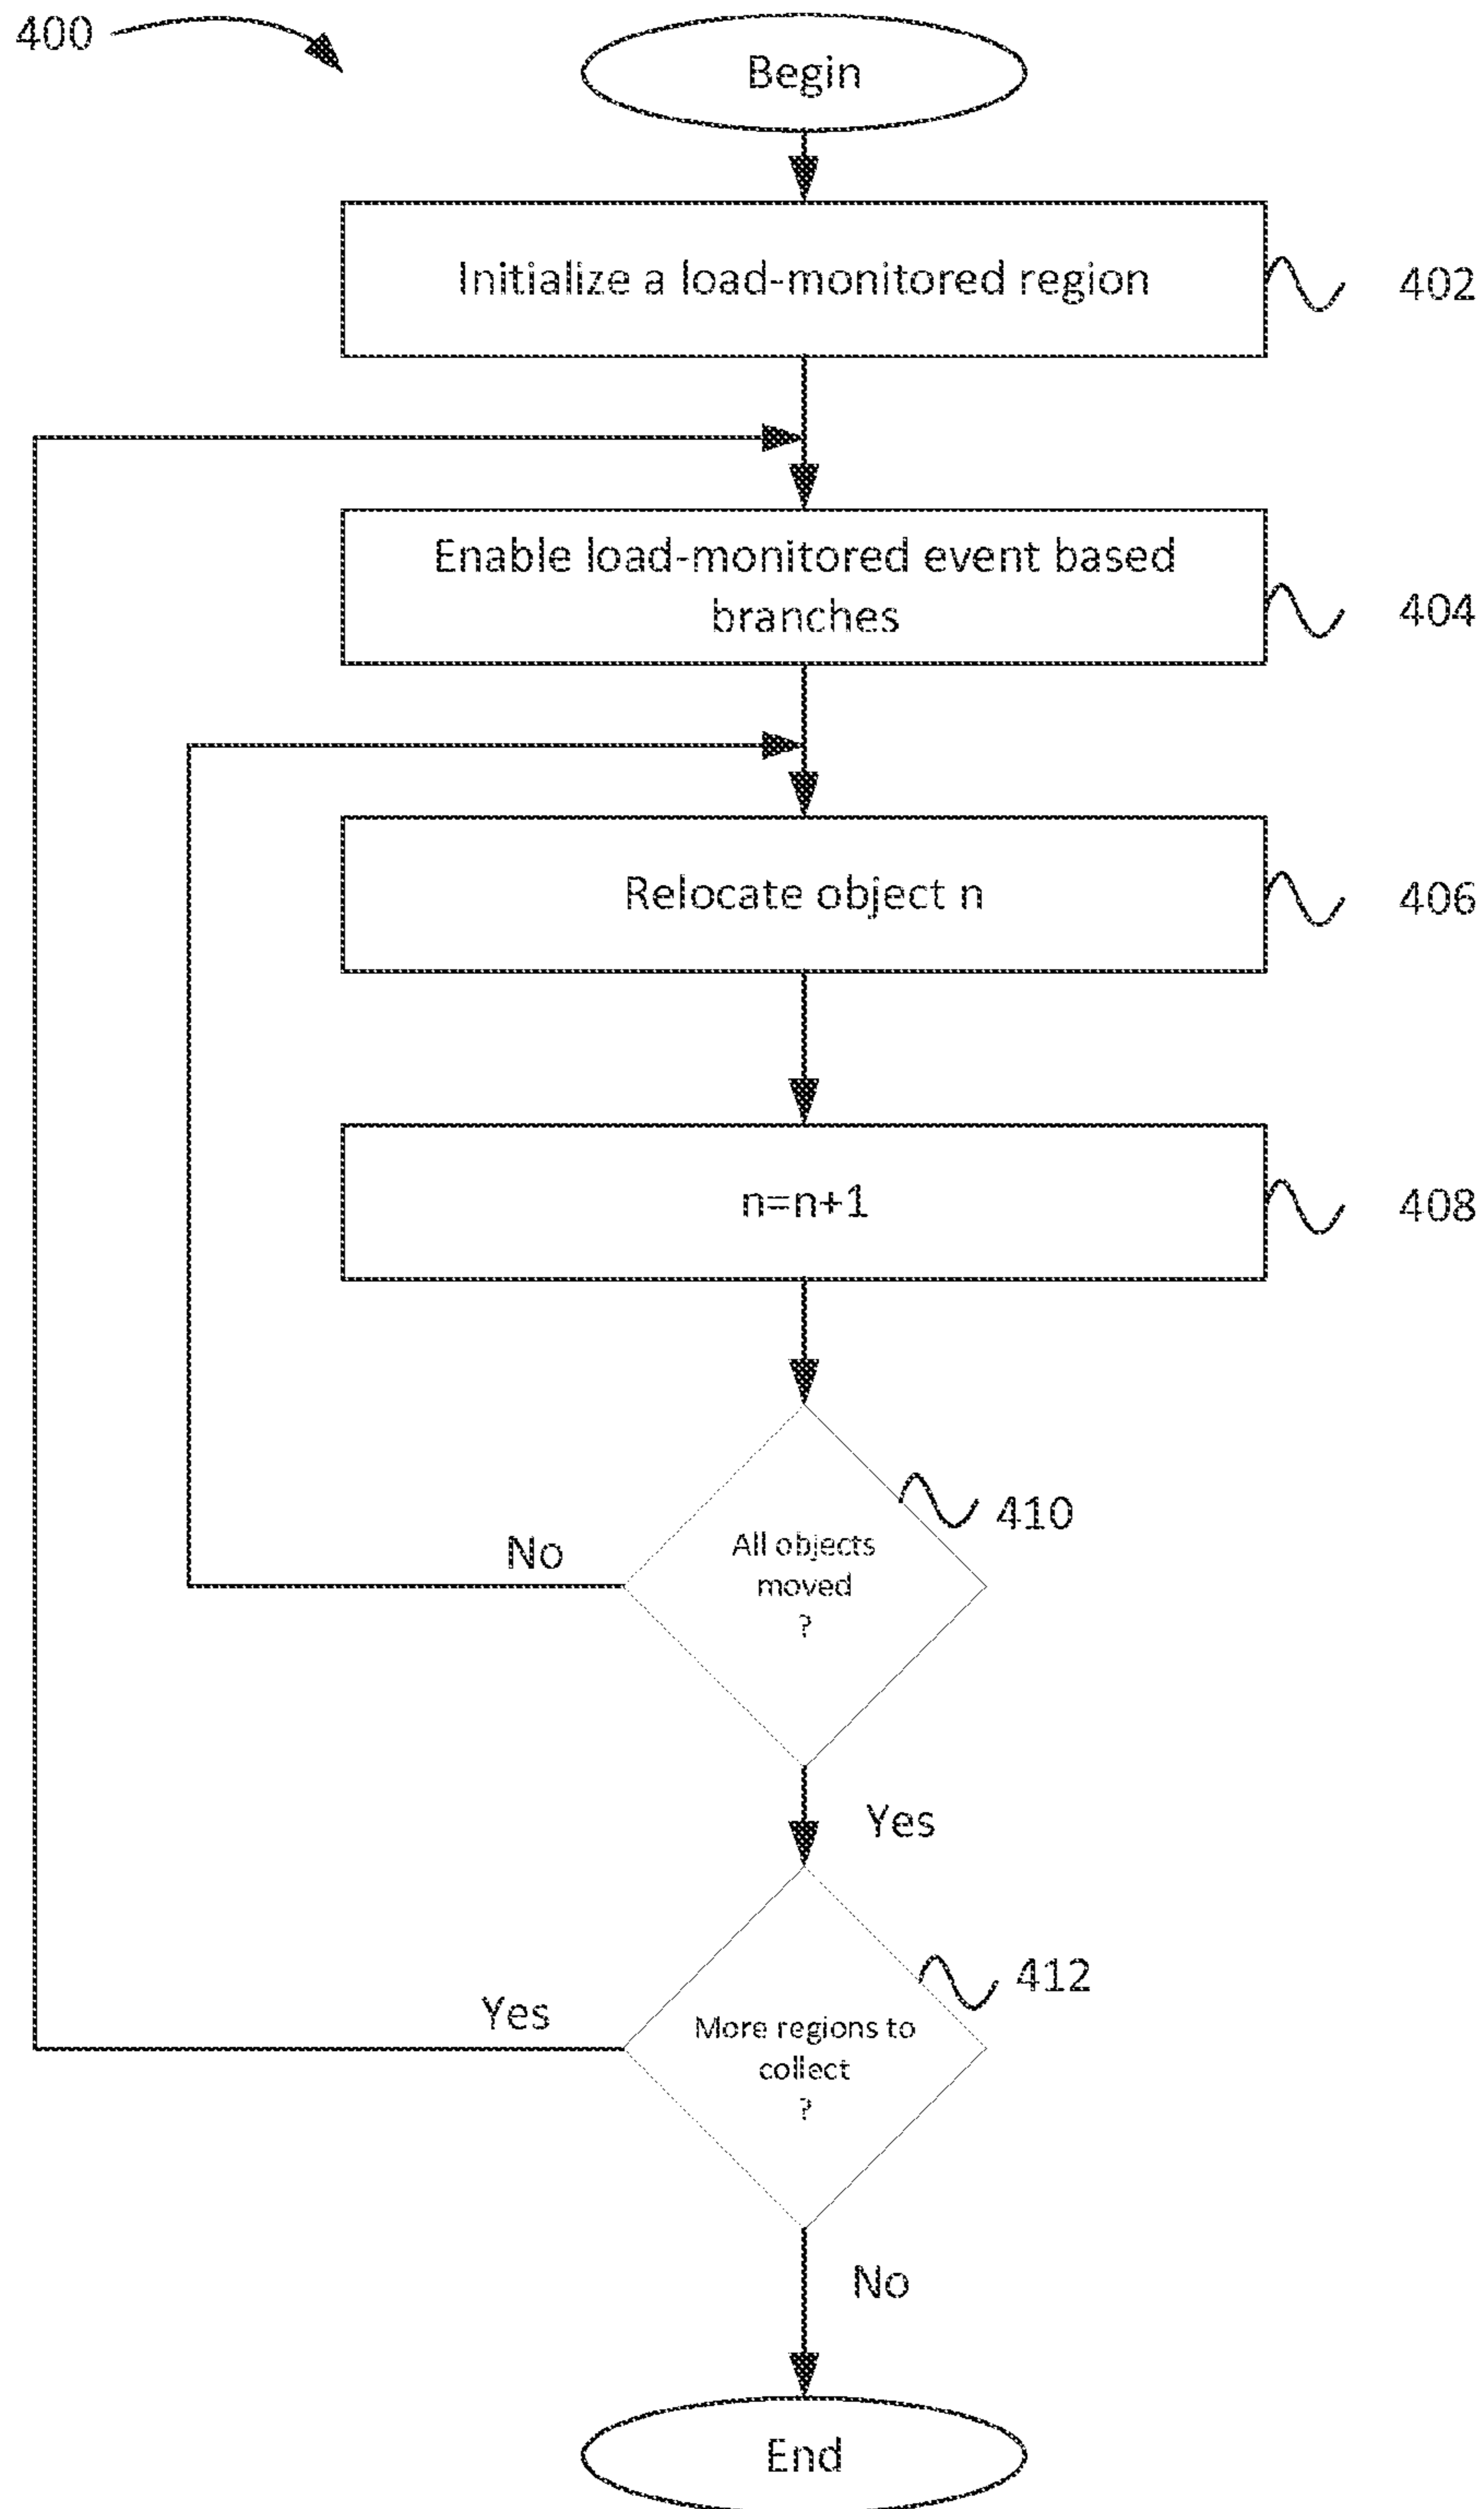 400
Begin
Initialize a load-monitored region
402
Enable load-monitored event based
branches
404
Relocate object n
406
n=n+1
408
410
All objects
moved
?
No
Yes
412
More regions to
collect
?
Yes
No
End